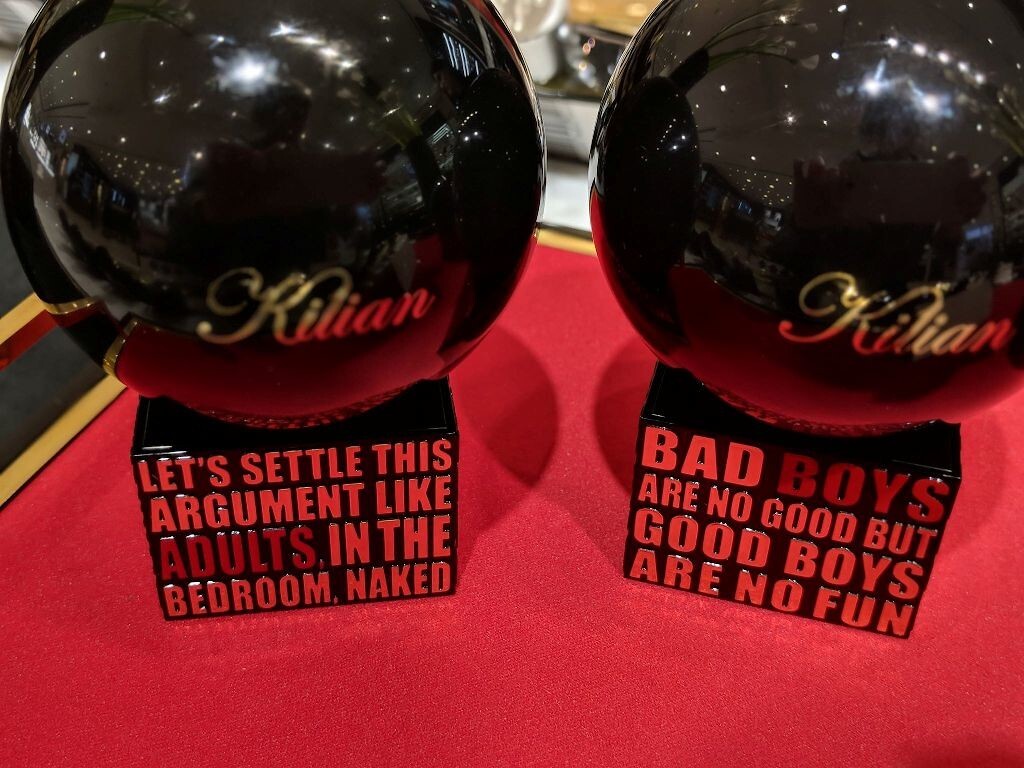 Kilian
LET'S SETTLE THIS
ARGUMENT LIKE
ADULTS, IN THE
BEDROOM, NAKED
Kilian
BAD BOYS
ARE NO GOOD BUT
GOOD BOYS
ARE NO FUN